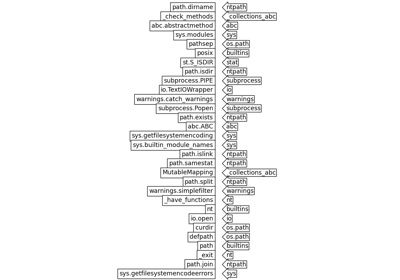 path.dirname ntpath
_check_methods _collections_abc
abc.abstractmethod abc
sys.modules sys
pathsep os.path
posix builtins
st.S_ISDIR stat
path.isdir ntpath
subprocess.PIPE subprocess
io.TextIOWrapper io
warnings.catch_warnings warnings
subprocess.Popen subprocess
path.exists ntpath
abc.ABC abc
sys.getfilesystemencoding sys
sys.builtin_module_names sys
path.islink ntpath
path.samestat ntpath
MutableMapping _collections_abc
path.split ntpath
warnings.simplefilter warnings
_have_functions nt
nt builtins
io.open io
curdir os.path
defpath os.path
path builtins
_exit nt
path.join ntpath
sys.getfilesystemencodeerrors sys